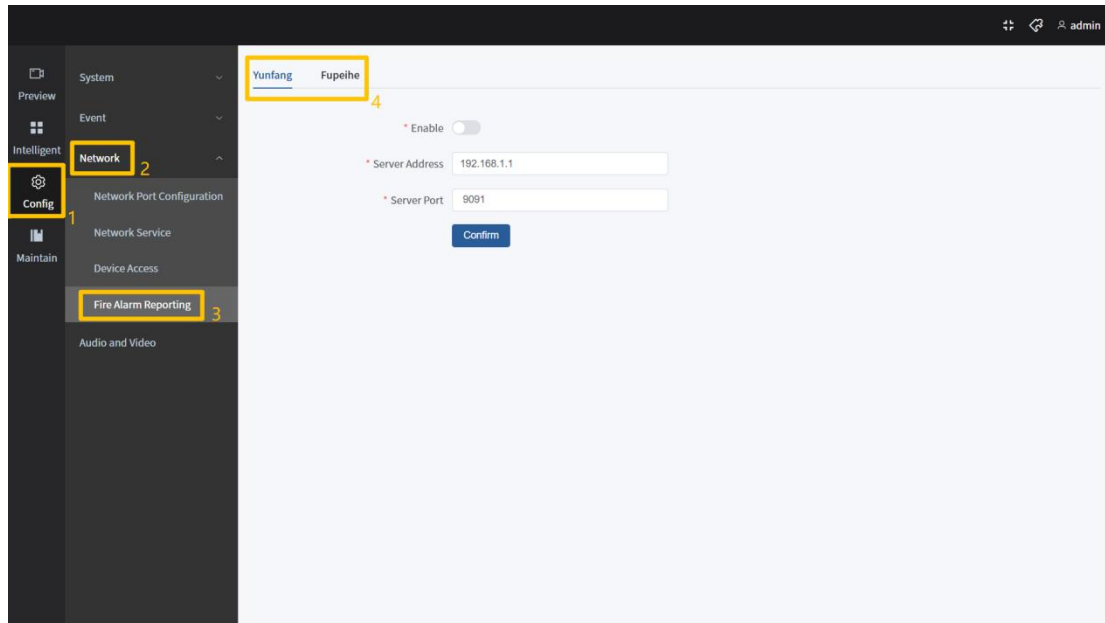 admin
Preview
Intelligent
Config
1
Maintain
System
Event
Network
2
Network Port Configuration
Network Service
Device Access
Fire Alarm Reporting
3
Audio and Video
Yunfang Fupeihe
4
* Enable
* Server Address 192.168.1.1
* Server Port 9091
Confirm